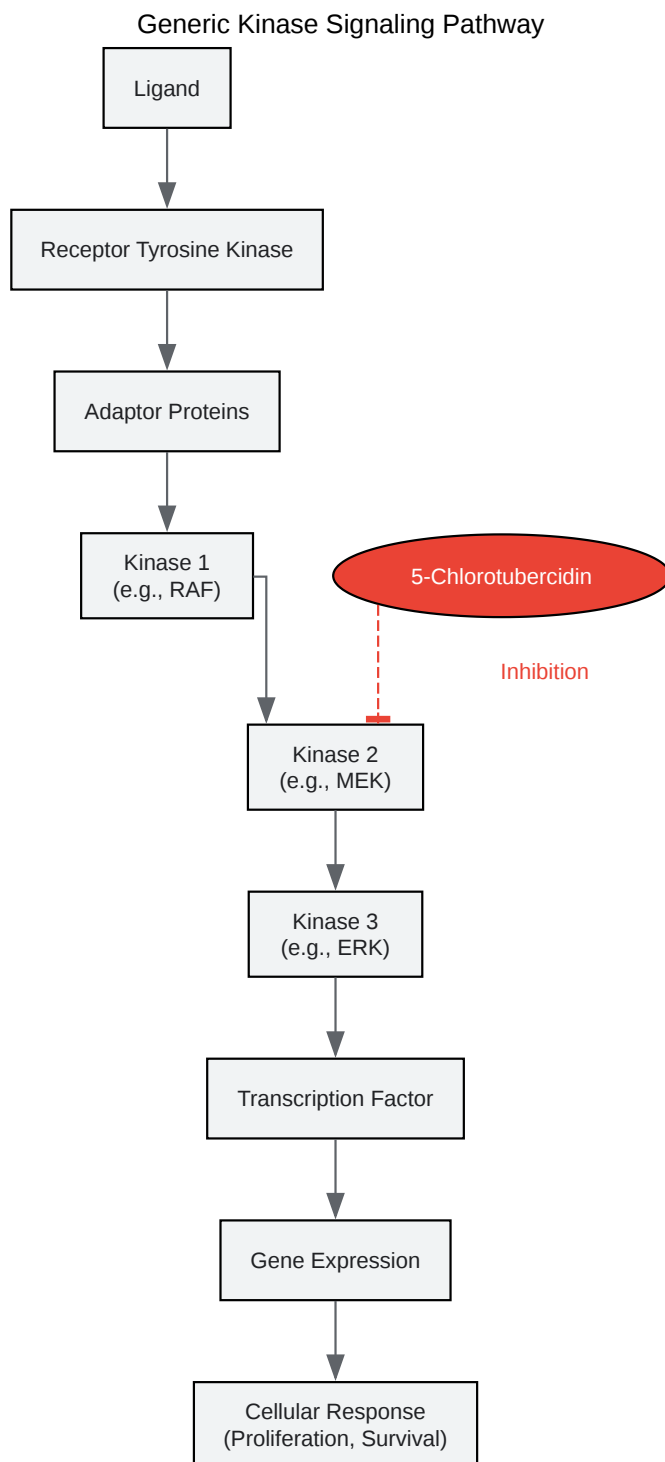 Generic Kinase Signaling Pathway
Ligand
Receptor Tyrosine Kinase
Adaptor Proteins
Kinase 1
(e.g., RAF)
5-Chlorotubercidin
Inhibition
Kinase 2
(e.g., MEK)
Kinase 3
(e.g., ERK)
Transcription Factor
Gene Expression
Cellular Response
(Proliferation, Survival)